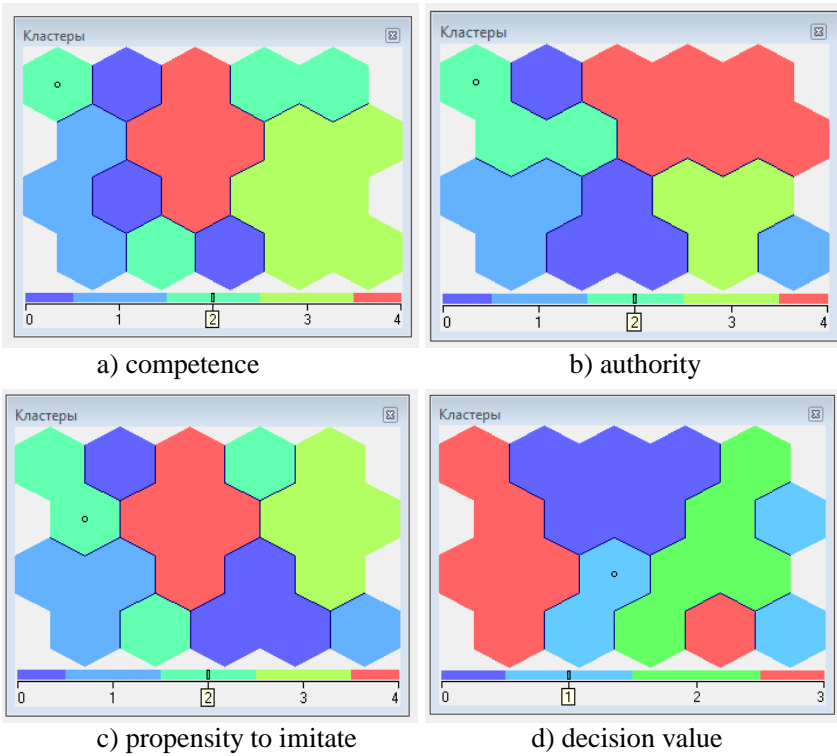 Кластеры
Кластеры
0 1 2 3 4
0 1 2 3 4
a) competence
b) authority
Кластеры
Кластеры
0 1 2 3 4
0 1 2 3
c) propensity to imitate
d) decision value